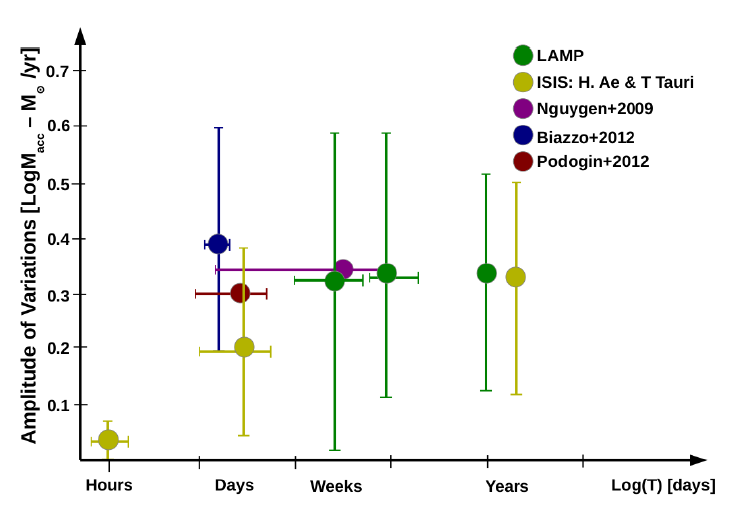 Amplitude of Variations [LogMacc – M⊙ /yr]
0.7
0.6
0.5
0.4
0.3
0.2
0.1
LAMP
ISIS: H. Ae & T Tauri
Nguygen+2009
Biazzo+2012
Podogin+2012
Hours Days Weeks Years Log(T) [days]